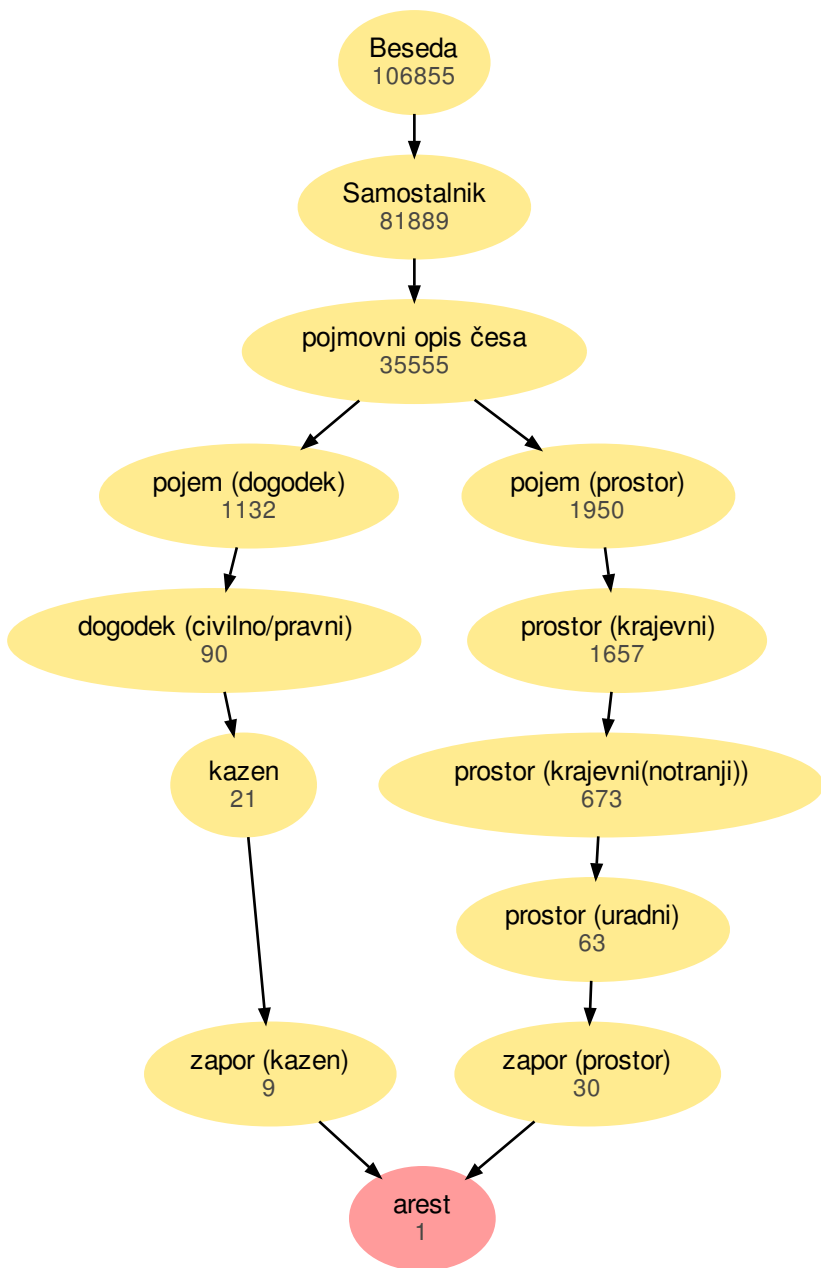 Beseda
106855
Samostalnik
81889
pojmovni opis česa
35555
pojem (dogodek)
1132
pojem (prostor)
1950
dogodek (civilno/pravni)
90
prostor (krajevni)
1657
kazen
21
prostor (krajevni(notranji))
673
prostor (uradni)
63
zapor (kazen)
9
zapor (prostor)
30
arest
1